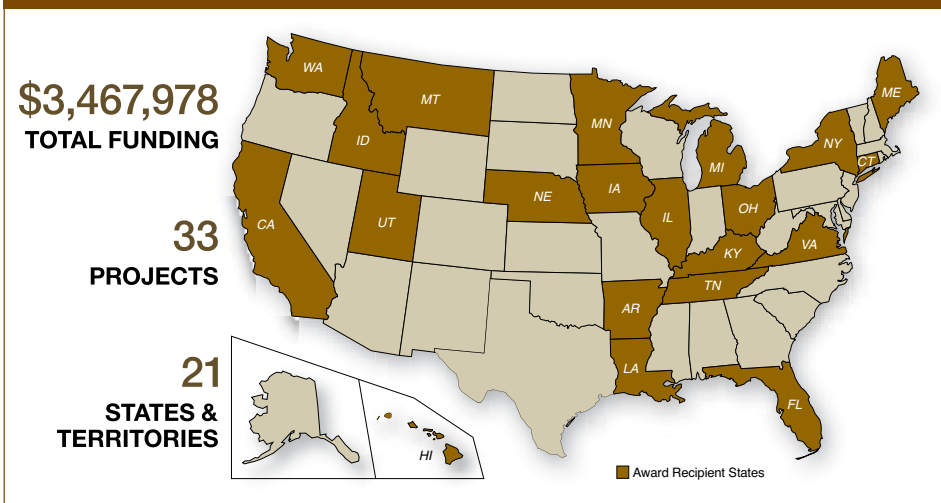 $3,467,978
TOTAL FUNDING
33
PROJECTS
21
STATES &
TERRITORIES
WA
MT
ID
MN
ME
NY
CT
MI
NE
IA
IL
OH
CA
UT
KY
VA
TN
AR
LA
FL
HI
Award Recipient States